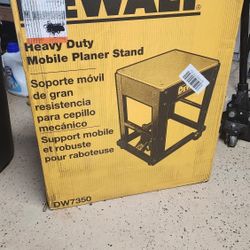 DEWALT
Heavy Duty
Mobile Planer Stand
Soporte móvil
de gran
resistencia
para cepillo
mecánico
Support mobile
et robuste
pour raboteuse
DW7350